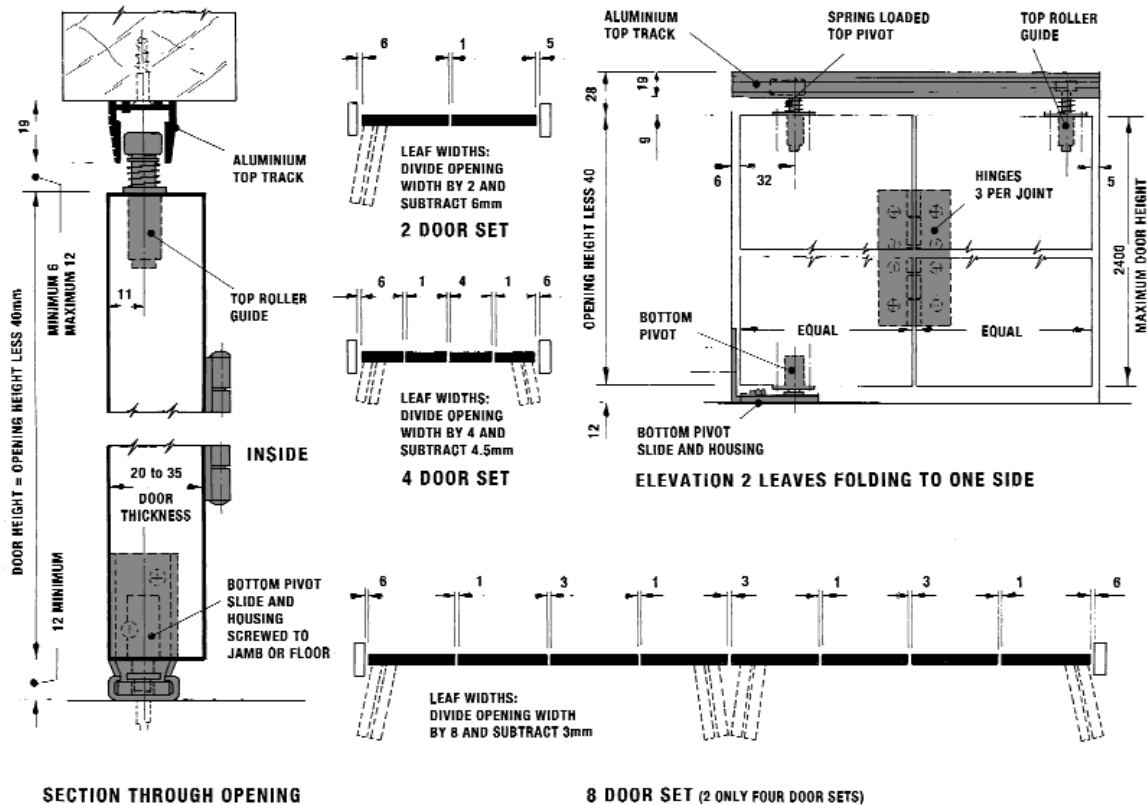 19
ALUMINIUM
TOP TRACK
MINIMUM 6
MAXIMUM 12
11
TOP ROLLER
GUIDE
DOOR HEIGHT = OPENING HEIGHT LESS 40mm
INSIDE
20 to 35
DOOR
THICKNESS
12 MINIMUM
BOTTOM PIVOT
SLIDE AND
HOUSING
SCREWED TO
JAMB OR FLOOR
SECTION THROUGH OPENING
6 1 5
LEAF WIDTHS:
DIVIDE OPENING
WIDTH BY 2 AND
SUBTRACT 6mm
2 DOOR SET
6 1 4 1 6
LEAF WIDTHS:
DIVIDE OPENING
WIDTH BY 4 AND
SUBTRACT 4.5mm
4 DOOR SET
ALUMINIUM
TOP TRACK
SPRING LOADED
TOP PIVOT
TOP ROLLER
GUIDE
28
19
9
6 32
5
HINGES
3 PER JOINT
OPENING HEIGHT LESS 40
2400
MAXIMUM DOOR HEIGHT
BOTTOM
PIVOT
EQUAL EQUAL
12
BOTTOM PIVOT
SLIDE AND HOUSING
ELEVATION 2 LEAVES FOLDING TO ONE SIDE
6 1 3 1 3 1 3 1 6
LEAF WIDTHS:
DIVIDE OPENING WIDTH
BY 8 AND SUBTRACT 3mm
8 DOOR SET (2 ONLY FOUR DOOR SETS)